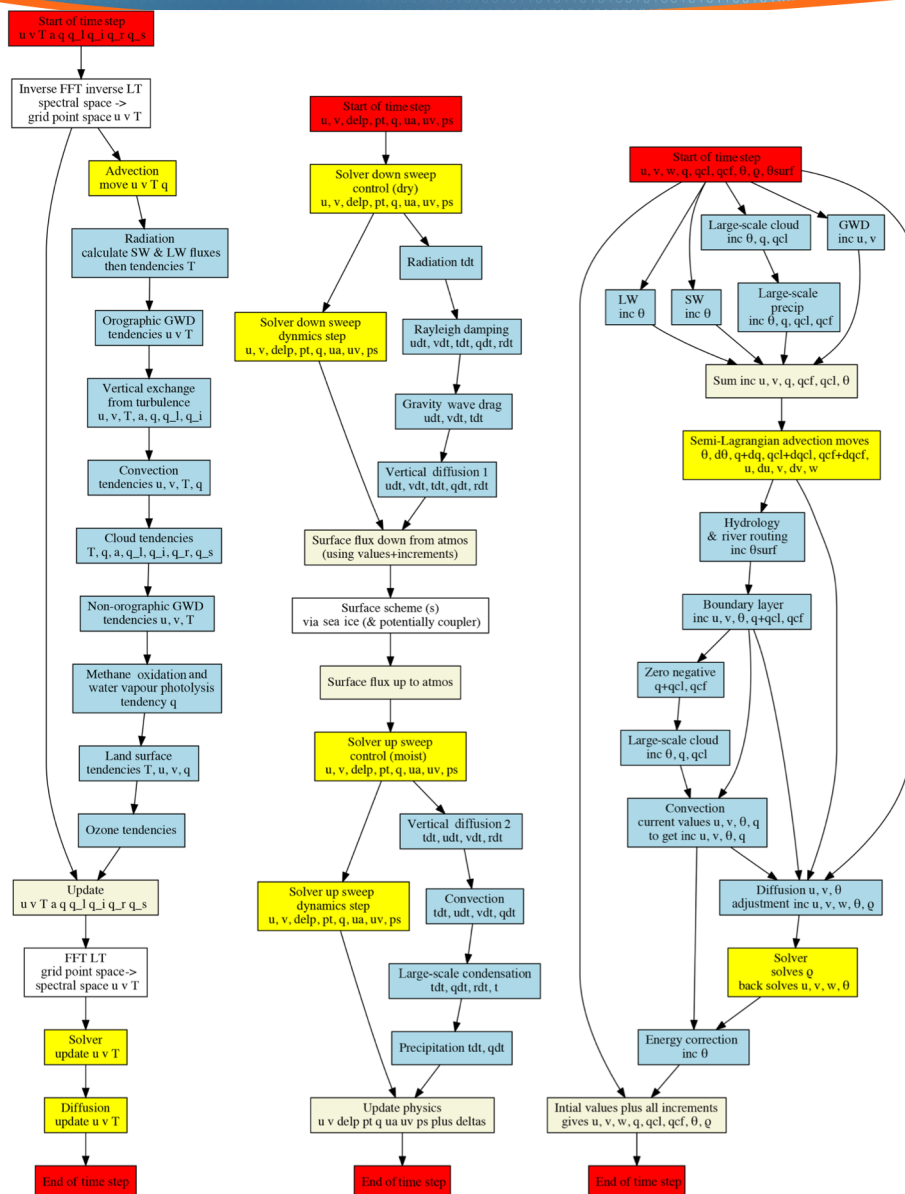 Start of time step
u v T a q q_l q_i q_r q_s
Inverse FFT inverse LT
spectral space ->
grid point space u v T
Advection
move u v T q
Radiation
calculate SW & LW fluxes
then tendencies T
Orographic GWD
tendencies u v T
Vertical exchange
from turbulence
u, v, T, a, q, q_l, q_i
Convection
tendencies u, v, T, q
Cloud tendencies
T, q, a, q_l, q_i, q_r, q_s
Non-orographic GWD
tendencies u, v, T
Methane oxidation and
water vapour photolysis
tendency q
Land surface
tendencies T, u, v, q
Ozone tendencies
Update
u v T a q q_l q_i q_r q_s
FFT LT
grid point space->
spectral space u v T
Solver
update u v T
Diffusion
update u v T
End of time step
Start of time step
u, v, delp, pt, q, ua, uv, ps
Solver down sweep
control (dry)
u, v, delp, pt, q, ua, uv, ps
Radiation tdt
Solver down sweep
dynmics step
u, v, delp, pt, q, ua, uv, ps
Rayleigh damping
udt, vdt, tdt, qdt, rdt
Gravity wave drag
udt, vdt, tdt
Vertical diffusion 1
udt, vdt, tdt, qdt, rdt
Surface flux down from atmos
(using values+increments)
Surface scheme (s)
via sea ice (& potentially coupler)
Surface flux up to atmos
Solver up sweep
control (moist)
u, v, delp, pt, q, ua, uv, ps
Vertical diffusion 2
tdt, udt, vdt, rdt
Solver up sweep
dynamics step
u, v, delp, pt, q, ua, uv, ps
Convection
tdt, udt, vdt, qdt
Large-scale condensation
tdt, qdt, rdt, t
Precipitation tdt, qdt
Update physics
u v delp pt q ua uv ps plus deltas
End of time step
Start of time step
u, v, w, q, qcl, qcf, θ, ϱ, θsurf
Large-scale cloud
inc θ, q, qcl
GWD
inc u, v
LW
inc θ
SW
inc θ
Large-scale
precip
inc θ, q, qcl, qcf
Sum inc u, v, q, qcf, qcl, θ
Semi-Lagrangian advection moves
θ, dθ, q+dq, qcl+dqcl, qcf+dqcf,
u, du, v, dv, w
Hydrology
& river routing
inc θsurf
Boundary layer
inc u, v, θ, q+qcl, qcf
Zero negative
q+qcl, qcf
Large-scale cloud
inc θ, q, qcl
Convection
current values u, v, θ, q
to get inc u, v, θ, q
Diffusion u, v, θ
adjustment inc u, v, w, θ, ϱ
Solver
solves ϱ
back solves u, v, w, θ
Energy correction
inc θ
Intial values plus all increments
gives u, v, w, q, qcl, qcf, θ, ϱ
End of time step